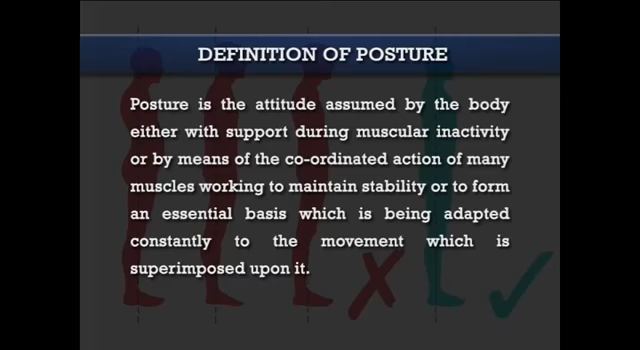 DEFINITION OF POSTURE
Posture is the attitude assumed by the body
either with support during muscular inactivity
or by means of the co-ordinated action of many
muscles working to maintain stability or to form
an essential basis which is being adapted
constantly to the movement which is
superimposed upon it.